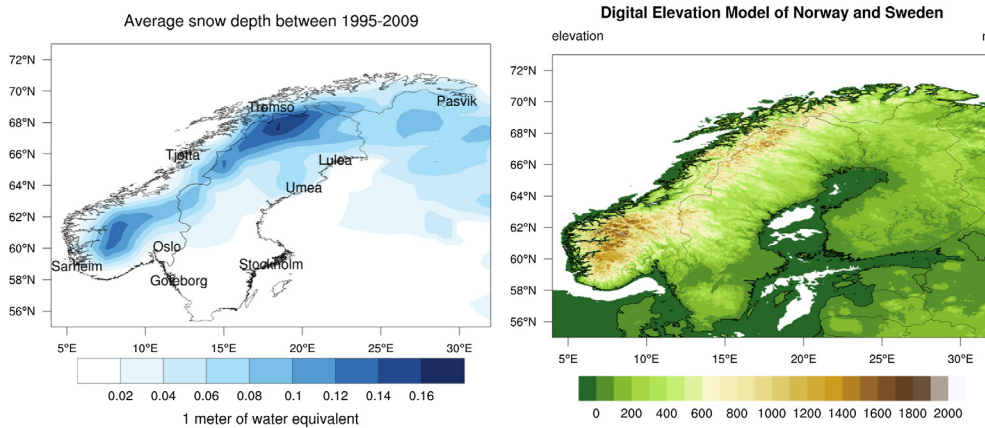 Average snow depth between 1995-2009
72°N
70°N
68°N
66°N
64°N
62°N
60°N
58°N
56°N
Tromso
Pasvik
Tjotta
Lulea
Umea
Oslo
Sarheim
Stockholm
Goteborg
5°E 10°E 15°E 20°E 25°E 30°E
0.02 0.04 0.06 0.08 0.1 0.12 0.14 0.16
1 meter of water equivalent
Digital Elevation Model of Norway and Sweden
elevation
72°N
70°N
68°N
66°N
64°N
62°N
60°N
58°N
56°N
5°E 10°E 15°E 20°E 25°E 30°E
0 200 400 600 800 1000 1200 1400 1600 1800 2000